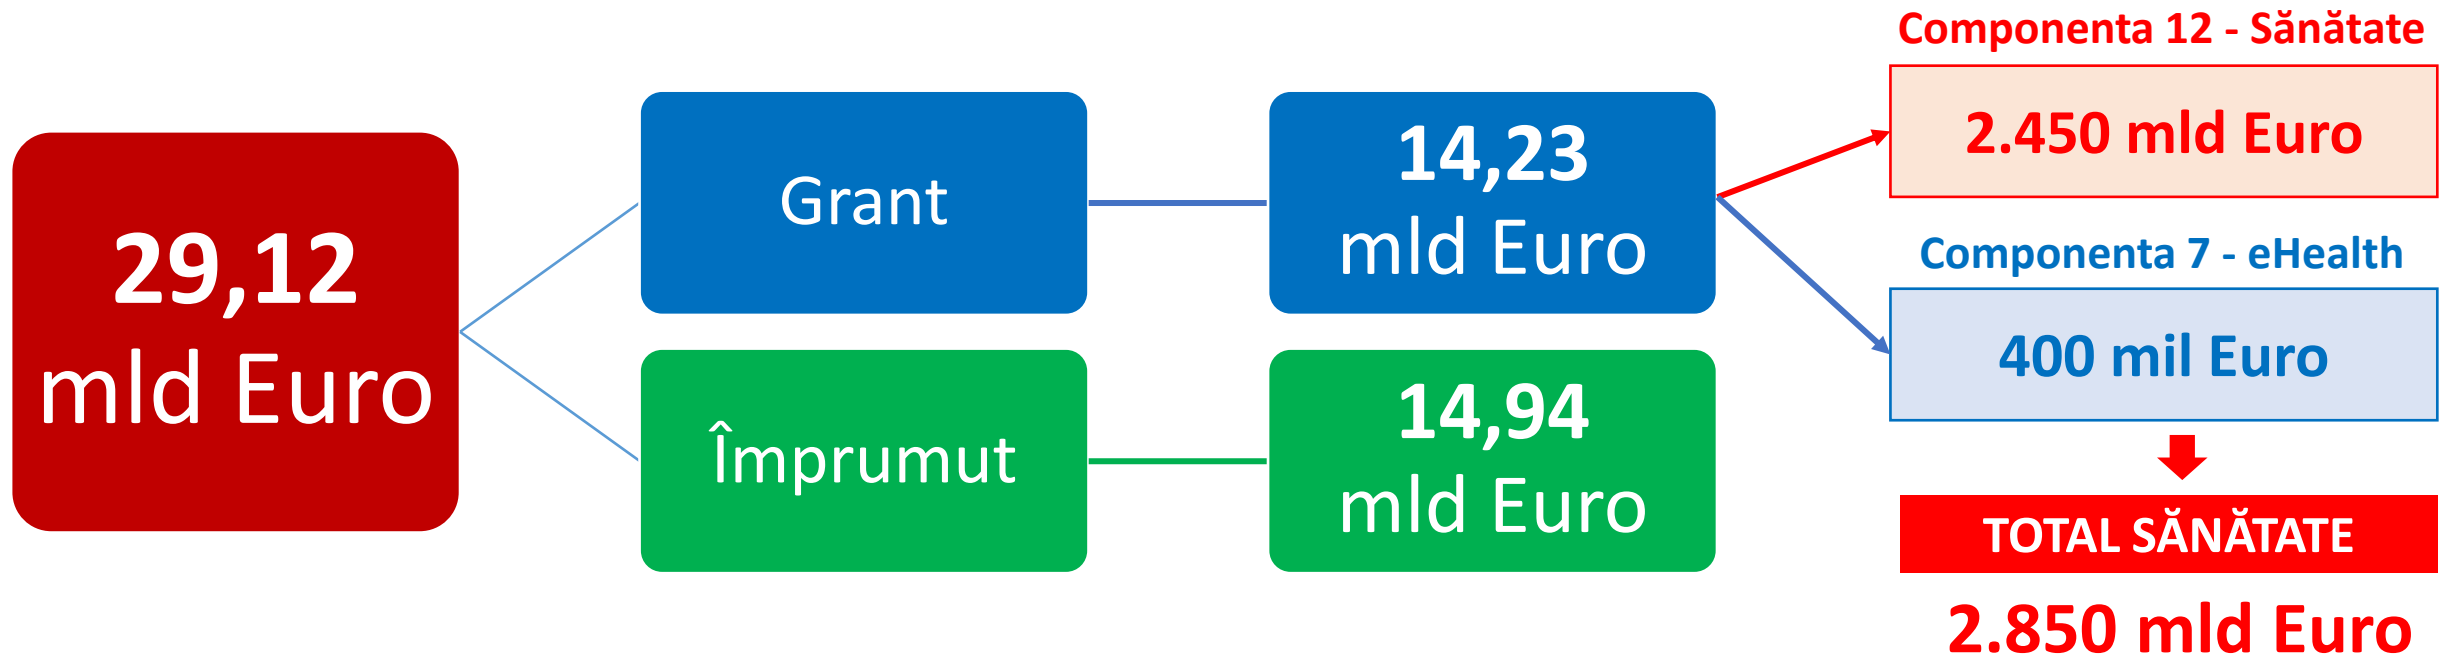 29,12
mld Euro
Grant
14,23
mld Euro
Împrumut
14,94
mld Euro
Componenta 12 - Sănătate
2.450 mld Euro
Componenta 7 - eHealth
400 mil Euro
TOTAL SĂNĂTATE
2.850 mld Euro